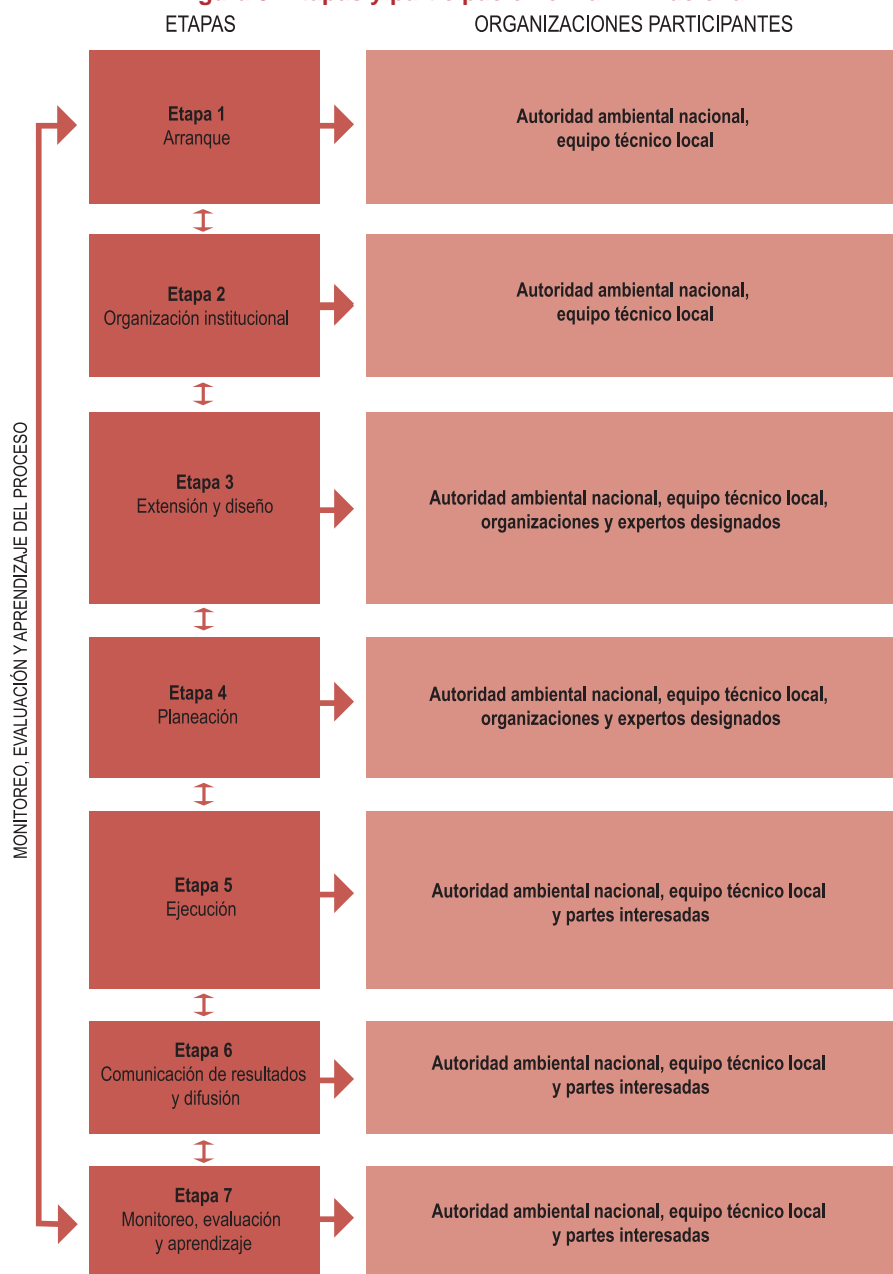 ETAPAS
ORGANIZACIONES PARTICIPANTES
MONITOREO, EVALUACIÓN Y APRENDIZAJE DEL PROCESO
Etapa 1
Arranque
Autoridad ambiental nacional,
equipo técnico local
Etapa 2
Organización institucional
Autoridad ambiental nacional,
equipo técnico local
Etapa 3
Extensión y diseño
Autoridad ambiental nacional, equipo técnico local,
organizaciones y expertos designados
Etapa 4
Planeación
Autoridad ambiental nacional, equipo técnico local,
organizaciones y expertos designados
Etapa 5
Ejecución
Autoridad ambiental nacional, equipo técnico local
y partes interesadas
Etapa 6
Comunicación de resultados
y difusión
Autoridad ambiental nacional, equipo técnico local
y partes interesadas
Etapa 7
Monitoreo, evaluación
y aprendizaje
Autoridad ambiental nacional, equipo técnico local
y partes interesadas